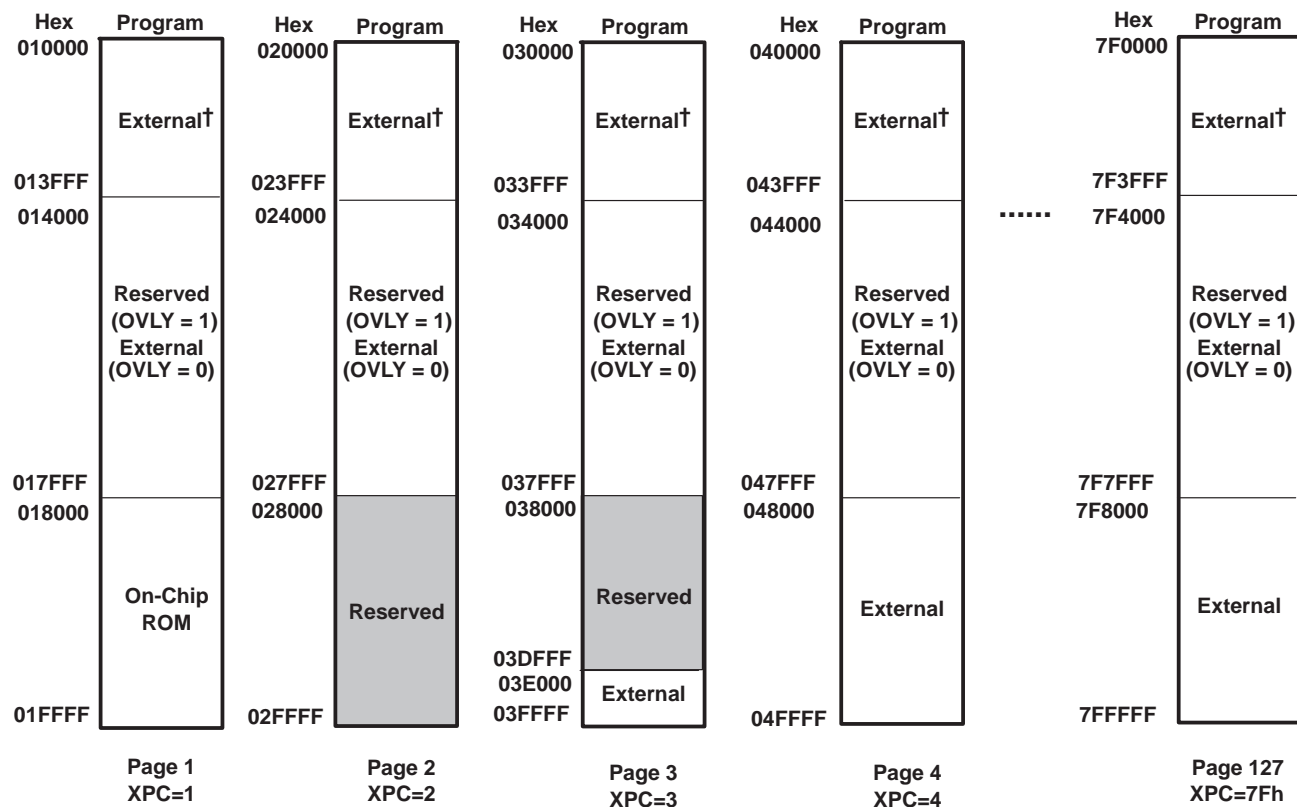 Hex Program
010000
External†
013FFF
014000
Reserved
(OVLY = 1)
External
(OVLY = 0)
017FFF
018000
On-Chip
ROM
01FFFF
Page 1
XPC=1
Hex Program
020000
External†
023FFF
024000
Reserved
(OVLY = 1)
External
(OVLY = 0)
027FFF
028000
Reserved
02FFFF
Page 2
XPC=2
Hex Program
030000
External†
033FFF
034000
Reserved
(OVLY = 1)
External
(OVLY = 0)
037FFF
038000
Reserved
03DFFF
03E000
External
03FFFF
Page 3
XPC=3
Hex Program
040000
External†
043FFF
044000
Reserved
(OVLY = 1)
External
(OVLY = 0)
047FFF
048000
External
04FFFF
Page 4
XPC=4
......
Hex Program
7F0000
External†
7F3FFF
7F4000
Reserved
(OVLY = 1)
External
(OVLY = 0)
7F7FFF
7F8000
External
7FFFFF
Page 127
XPC=7Fh